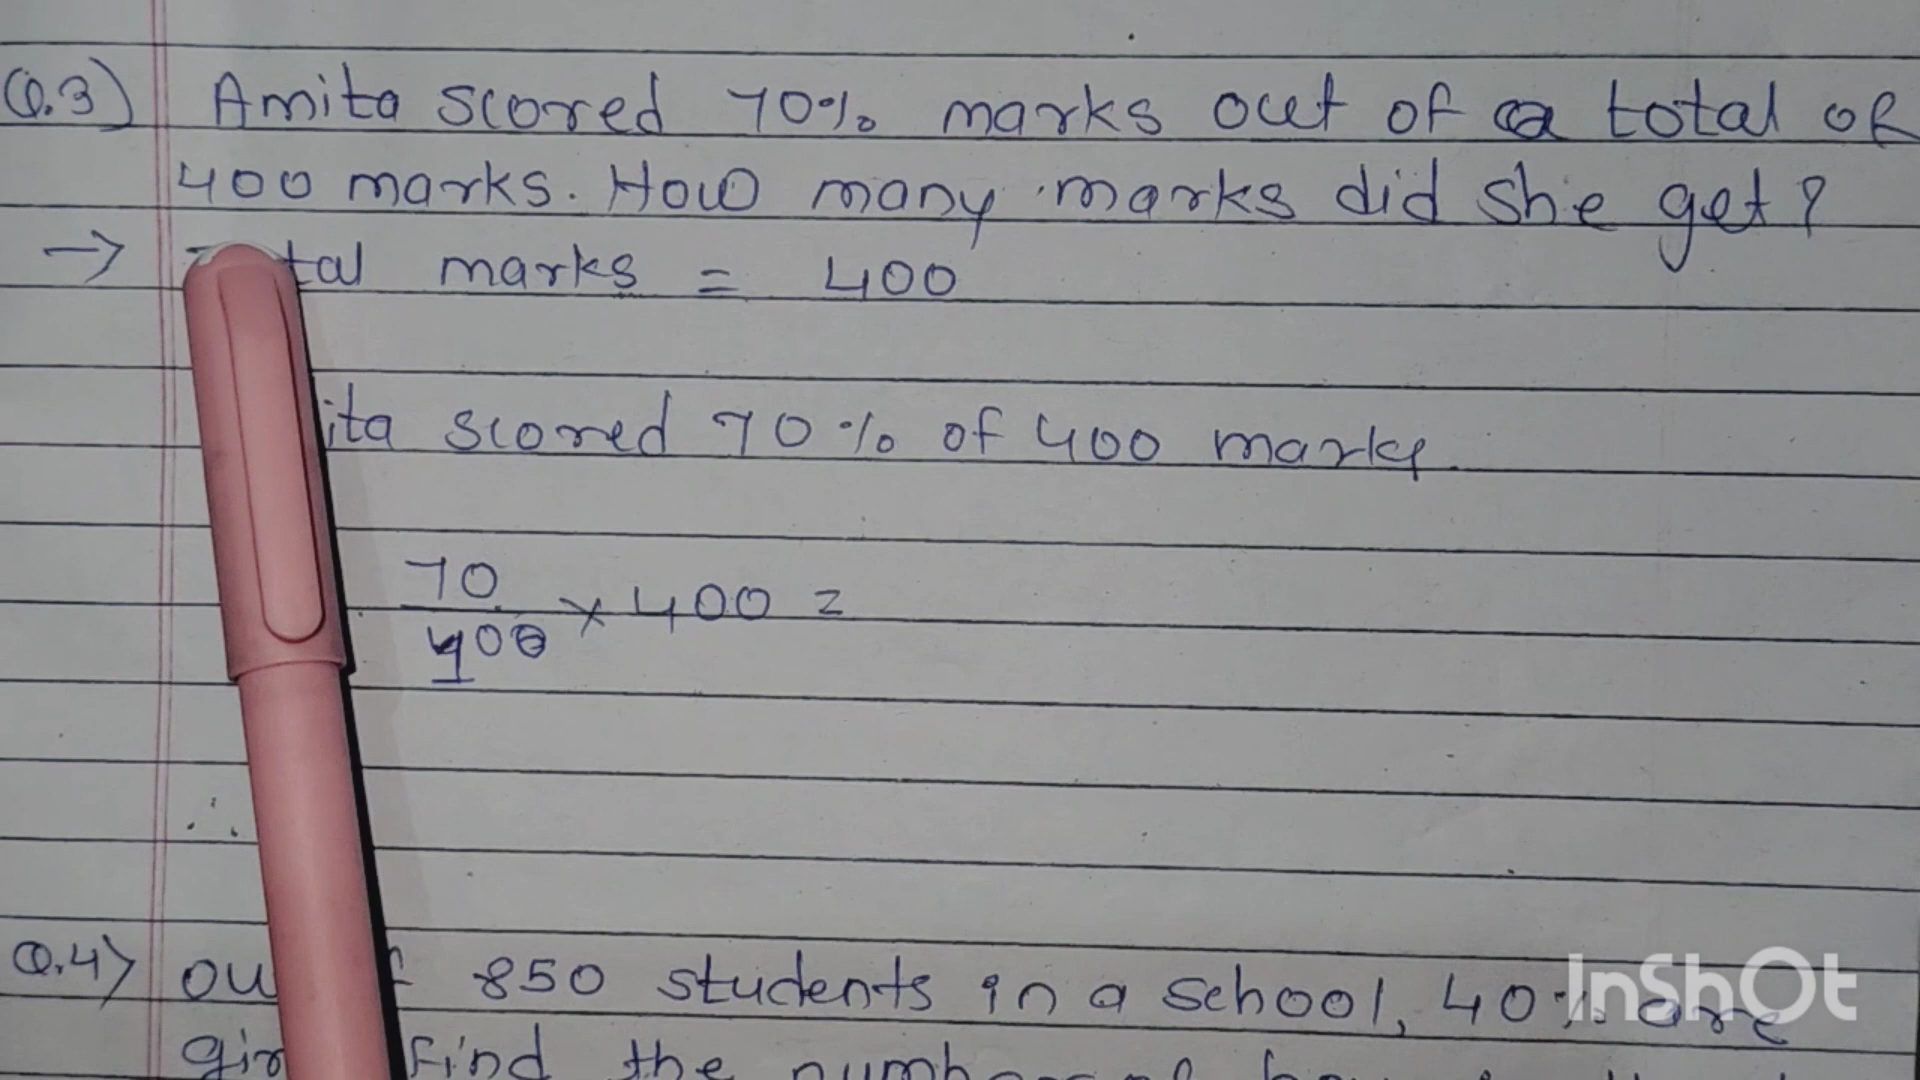 Q.3) Amita scored 70% marks out of a total of
400 marks. How many marks did she get?
→ tal marks = 400
ita scored 70% of 400 marks.
70
100 × 400 =
∴
Q.4) 850 students in a school, 40% are
Find the
InShOt